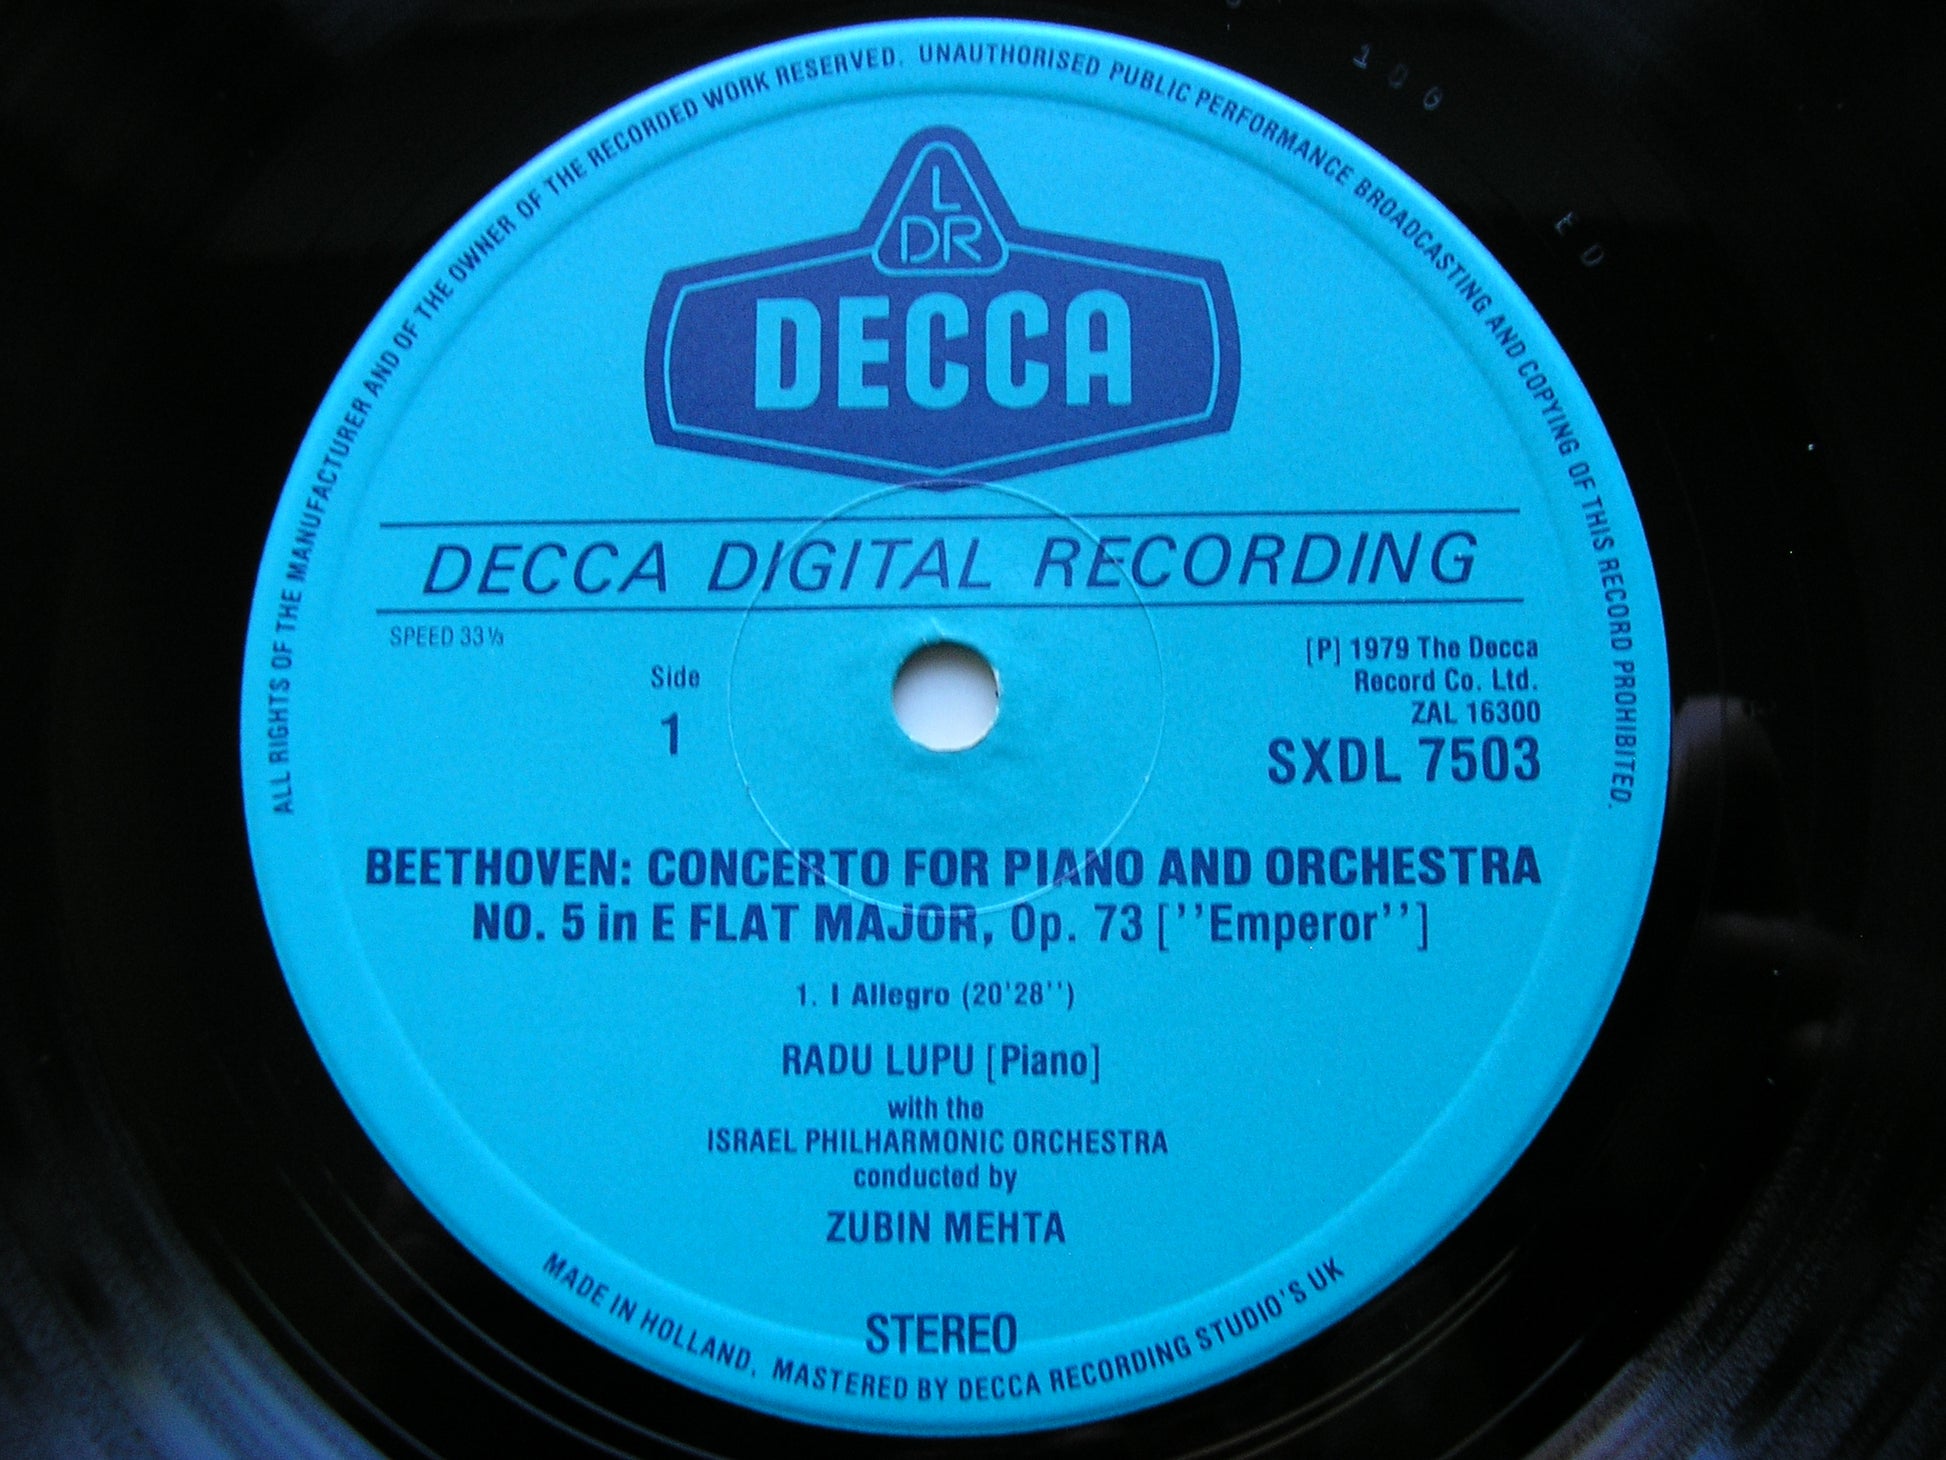 ALL RIGHTS OF THE MANUFACTURER AND OF THE OWNER OF THE RECORDED WORK RESERVED. UNAUTHORISED PUBLIC PERFORMANCE BROADCASTING AND COPYING OF THIS RECORD PROHIBITED.
L
DR
DECCA
DECCA DIGITAL RECORDING
SPEED 33⅓
Side
1
[P] 1979 The Decca
Record Co. Ltd.
ZAL 16300
SXDL 7503
BEETHOVEN: CONCERTO FOR PIANO AND ORCHESTRA
NO. 5 in E FLAT MAJOR, Op. 73 [''Emperor'']
1. I Allegro (20'28'')
RADU LUPU [Piano]
with the
ISRAEL PHILHARMONIC ORCHESTRA
conducted by
ZUBIN MEHTA
STEREO
MADE IN HOLLAND. MASTERED BY DECCA RECORDING STUDIO'S UK